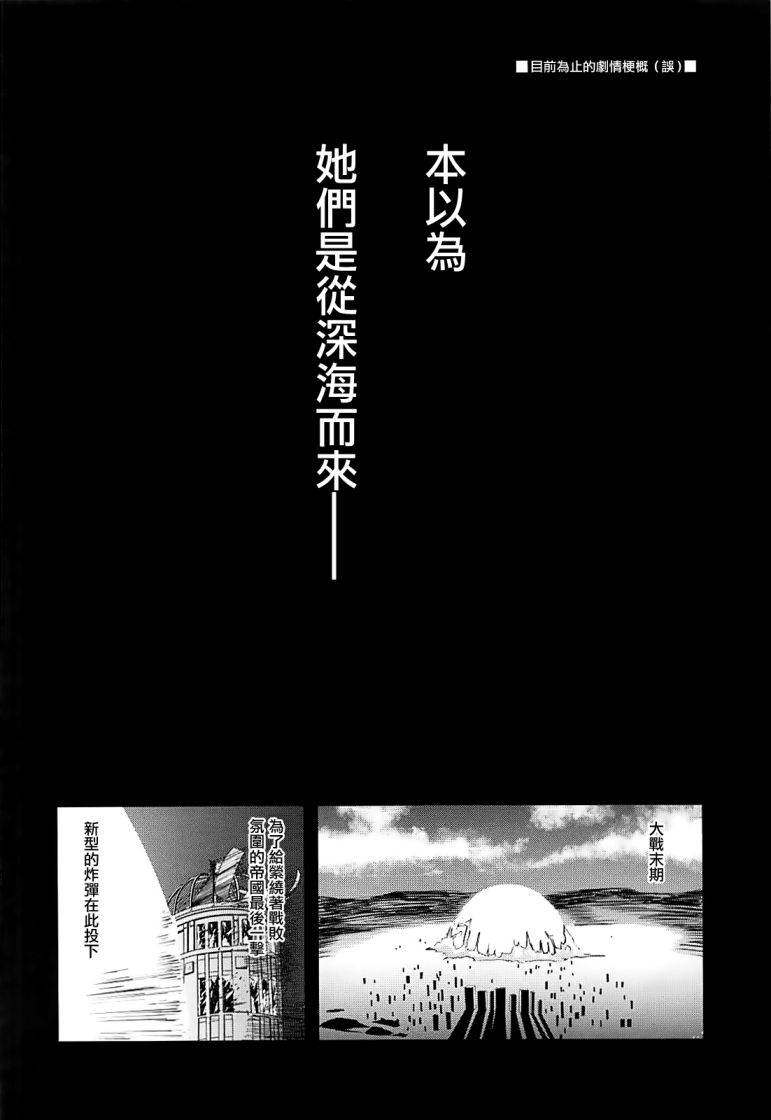 ■目前為止的劇情梗概（誤）■
本以為
她們是從深海而來——
大戰末期
為了給縈繞著戰敗
氛圍的帝國最後一擊
新型的炸彈在此投下